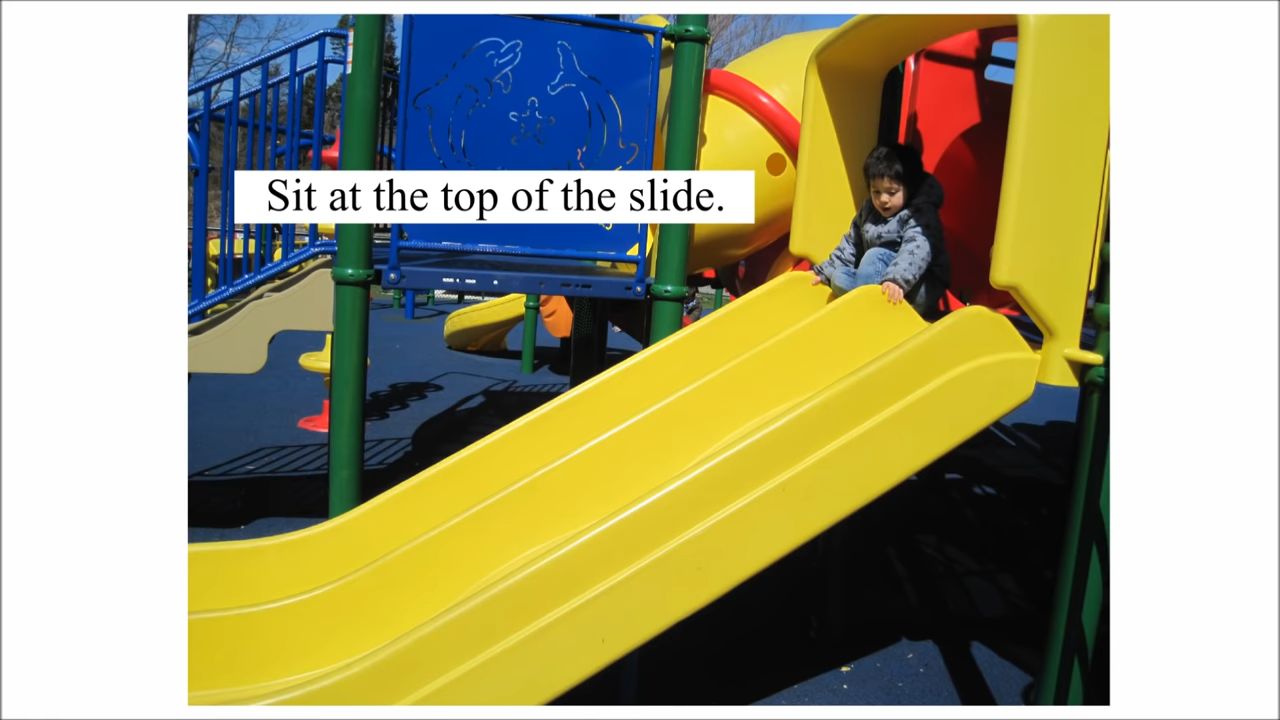 Sit at the top of the slide.